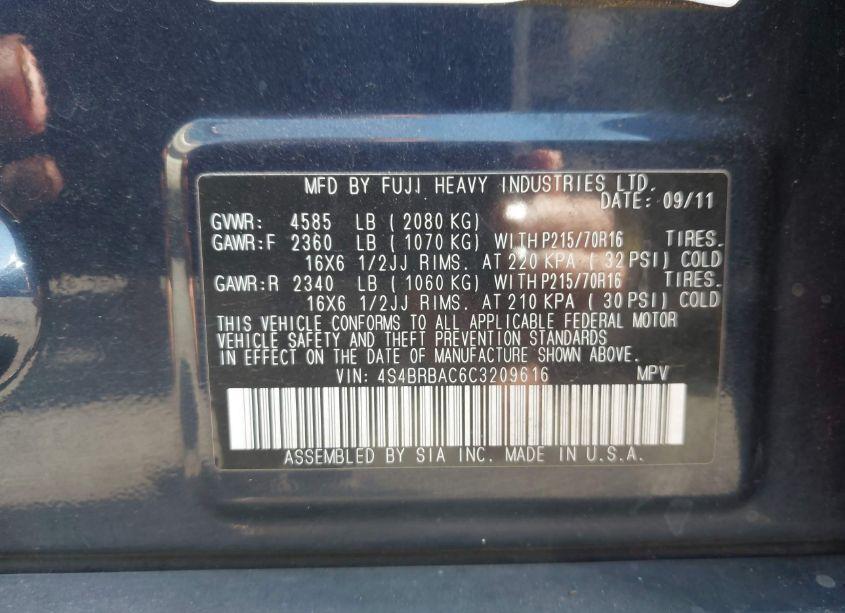 MFD BY FUJI HEAVY INDUSTRIES LTD.
DATE: 09/11
GVWR: 4585 LB ( 2080 KG)
GAWR:F 2360 LB ( 1070 KG) WITH P215/70R16 TIRES.
16X6 1/2JJ RIMS. AT 220 KPA ( 32 PSI) COLD
GAWR:R 2340 LB ( 1060 KG) WITH P215/70R16 TIRES.
16X6 1/2JJ RIMS. AT 210 KPA ( 30 PSI) COLD
THIS VEHICLE CONFORMS TO ALL APPLICABLE FEDERAL MOTOR
VEHICLE SAFETY AND THEFT PREVENTION STANDARDS
IN EFFECT ON THE DATE OF MANUFACTURE SHOWN ABOVE.
VIN: 4S4BRBAC6C3209616 MPV
ASSEMBLED BY SIA INC. MADE IN U.S.A.